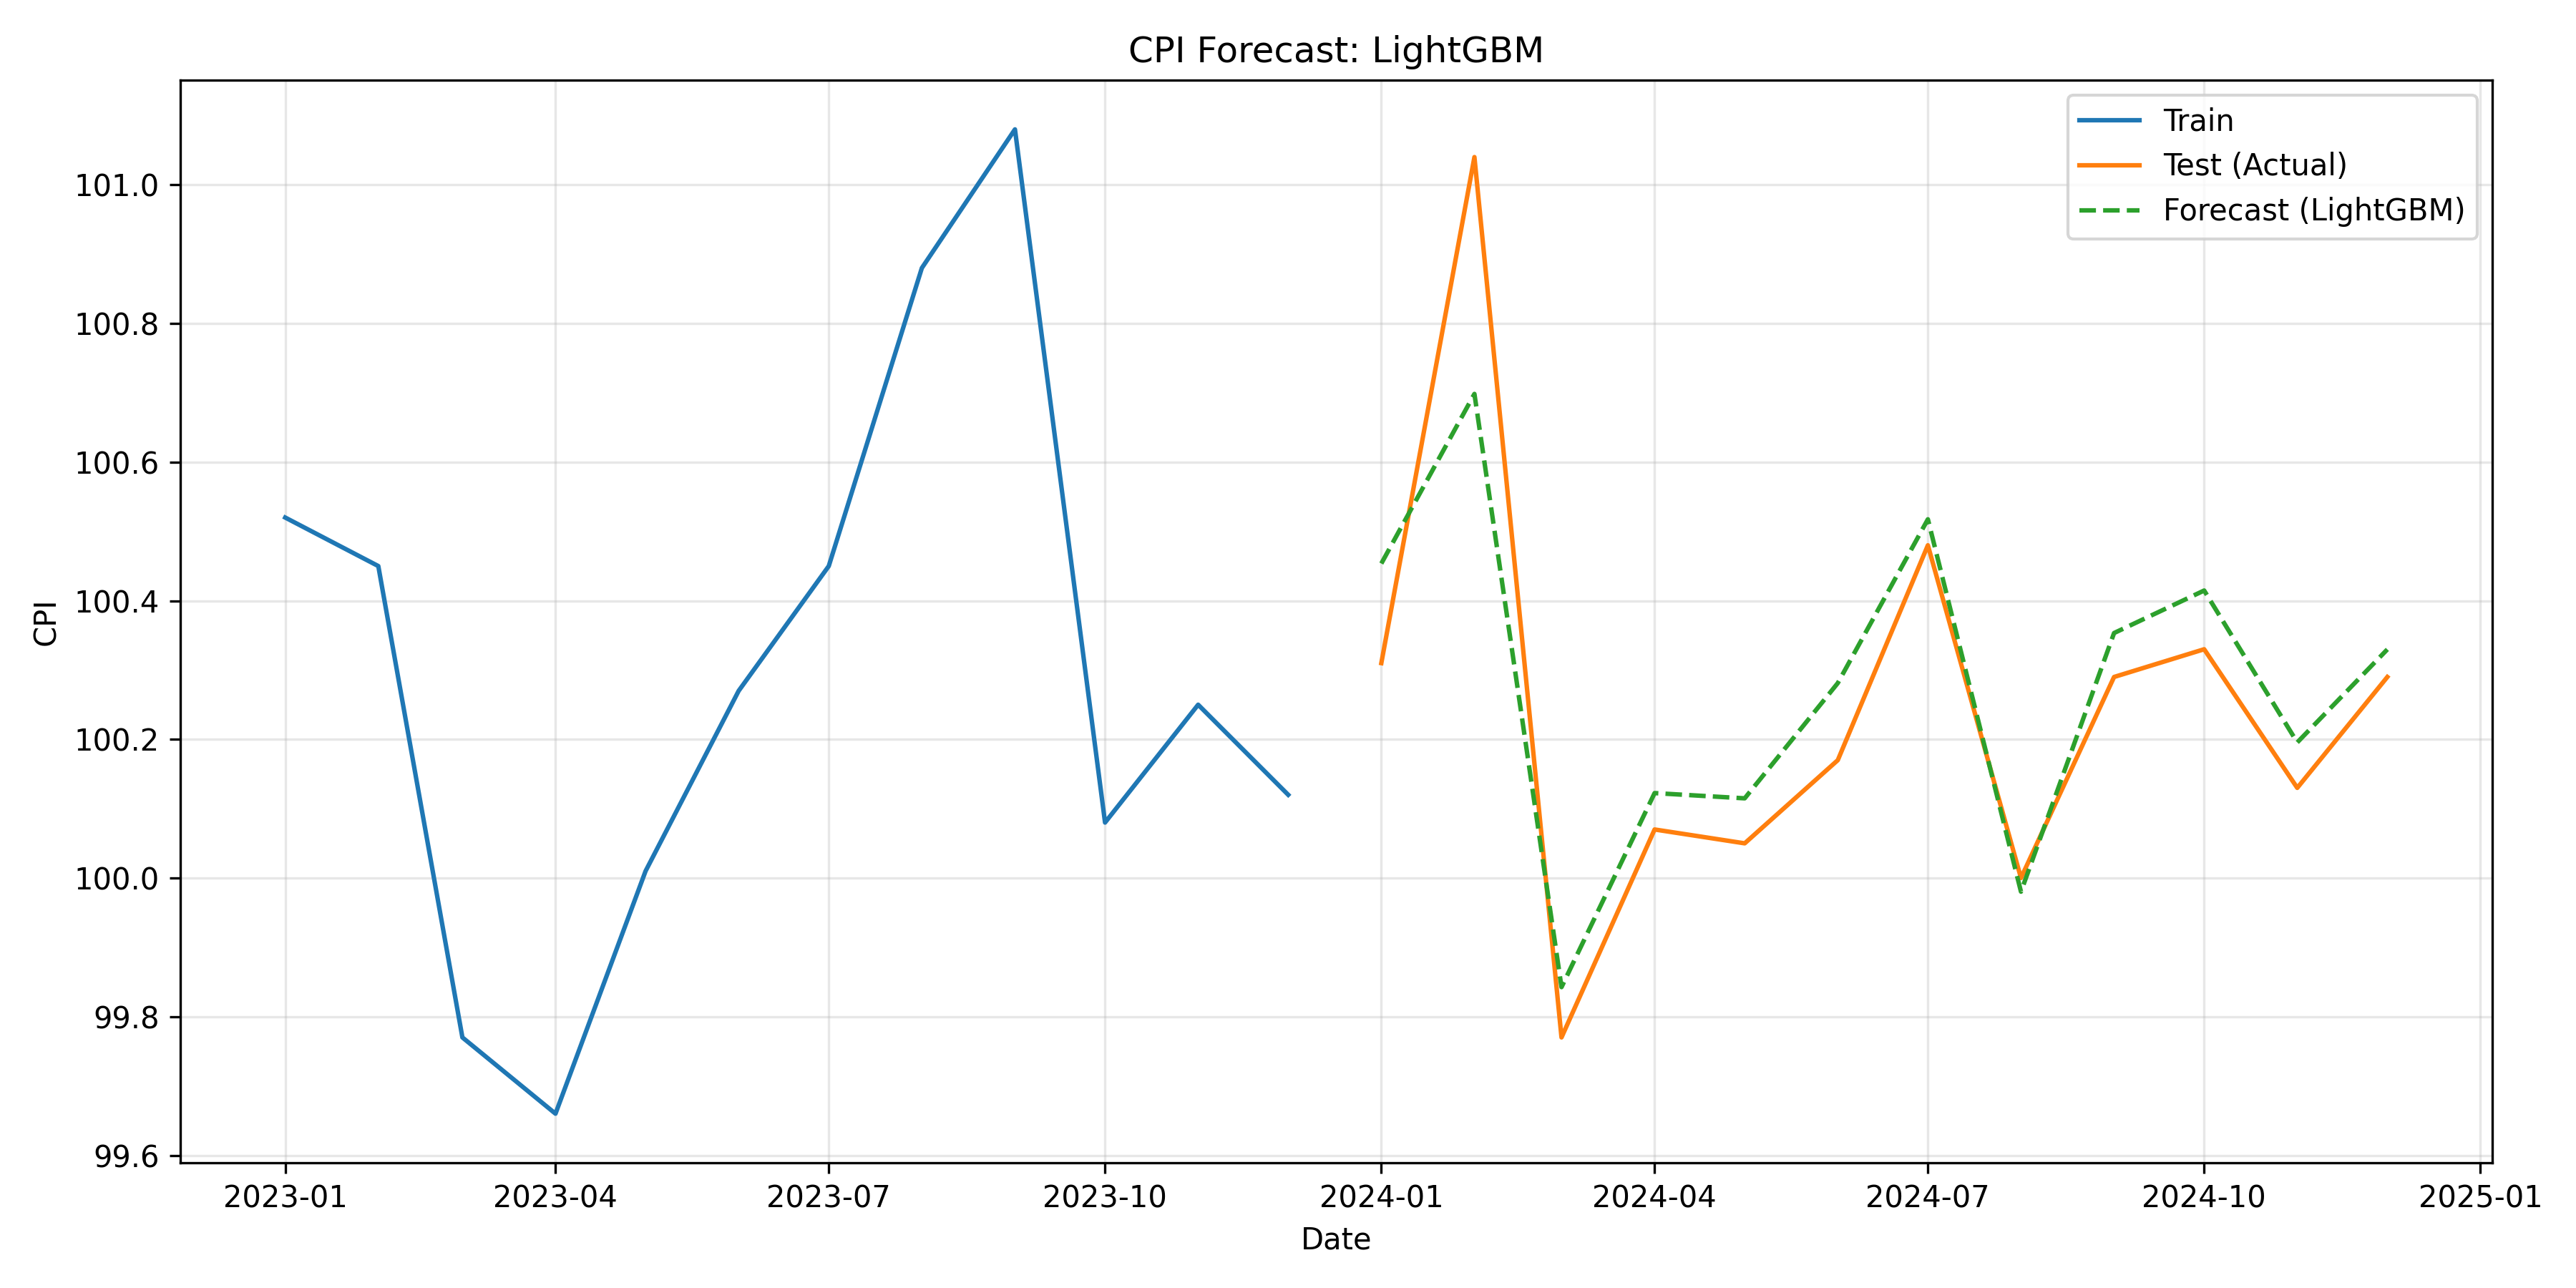 CPI Forecast: LightGBM
Train
Test (Actual)
Forecast (LightGBM)
CPI
101.0
100.8
100.6
100.4
100.2
100.0
99.8
99.6
2023-01 2023-04 2023-07 2023-10 2024-01 2024-04 2024-07 2024-10 2025-01
Date